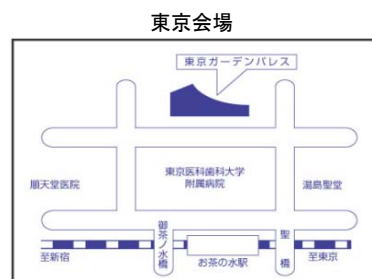 東京会場
東京ガーデンパレス
順天堂医院
東京医科歯科大学
附属病院
湯島聖堂
御茶ノ水橋
聖橋
お茶の水駅
至新宿
至東京